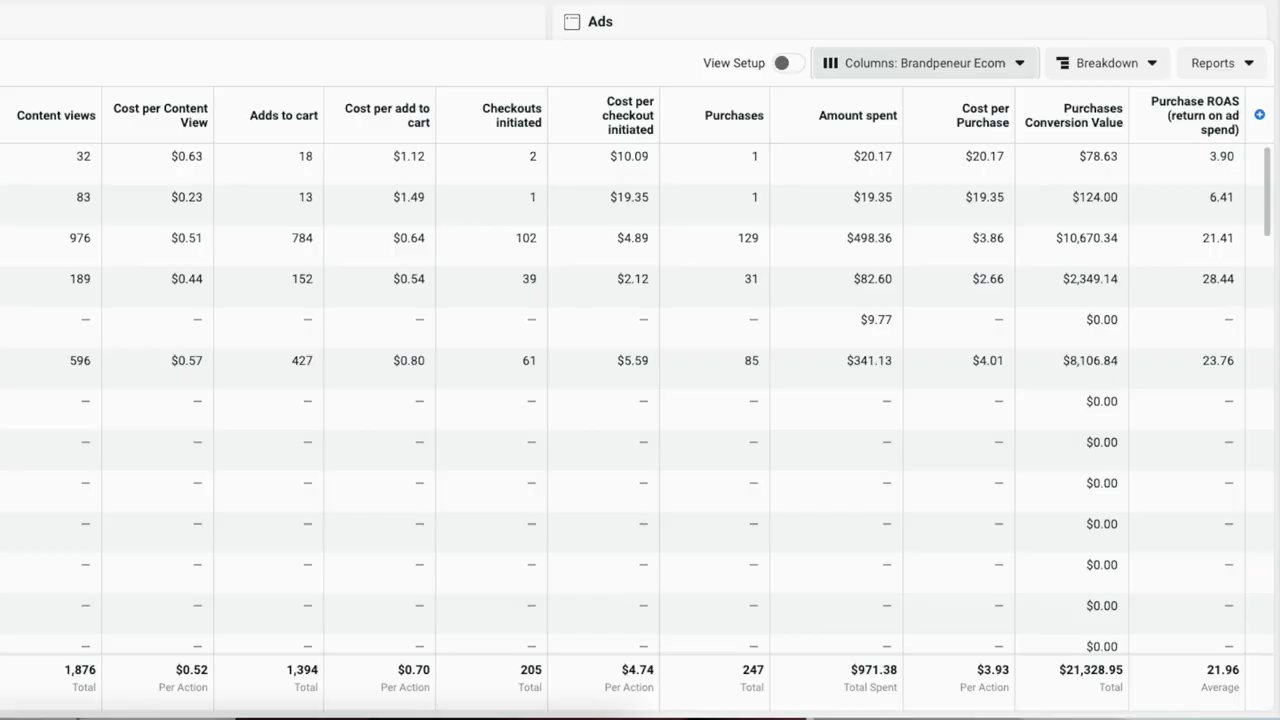 Ads
View Setup Columns: Brandpeneur Ecom Breakdown Reports
Content views Cost per Content View Adds to cart Cost per add to cart Checkouts initiated Cost per checkout initiated Purchases Amount spent Cost per Purchase Purchases Conversion Value Purchase ROAS (return on ad spend)
32 $0.63 18 $1.12 2 $10.09 1 $20.17 $20.17 $78.63 3.90
83 $0.23 13 $1.49 1 $19.35 1 $19.35 $19.35 $124.00 6.41
976 $0.51 784 $0.64 102 $4.89 129 $498.36 $3.86 $10,670.34 21.41
189 $0.44 152 $0.54 39 $2.12 31 $82.60 $2.66 $2,349.14 28.44
— — — — — — — $9.77 — $0.00 —
596 $0.57 427 $0.80 61 $5.59 85 $341.13 $4.01 $8,106.84 23.76
— — — — — — — — — $0.00 —
— — — — — — — — — $0.00 —
— — — — — — — — — $0.00 —
— — — — — — — — — $0.00 —
— — — — — — — — — $0.00 —
— — — — — — — — — $0.00 —
— — — — — — — — — $0.00 —
1,876 $0.52 1,394 $0.70 205 $4.74 247 $971.38 $3.93 $21,328.95 21.96
Total Per Action Total Per Action Total Per Action Total Total Spent Per Action Total Average